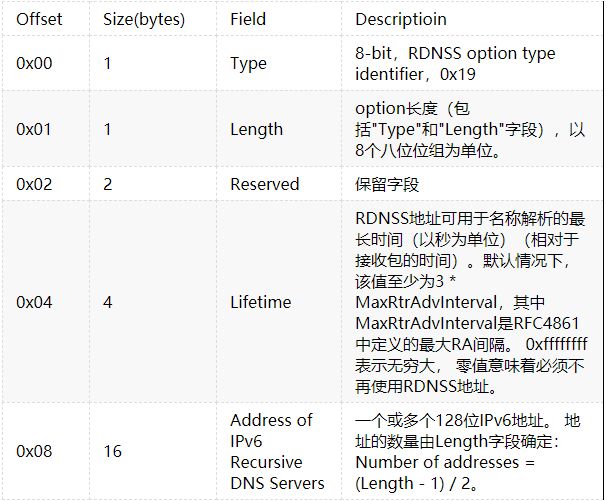 Offset Size(bytes) Field Descriptioin
0x00 1 Type 8-bit，RDNSS option type
identifier，0x19
0x01 1 Length option长度（包
括"Type"和"Length"字段），以
8个八位位组为单位。
0x02 2 Reserved 保留字段
0x04 4 Lifetime RDNSS地址可用于名称解析的最
长时间（以秒为单位）（相对于
接收包的时间）。默认情况下，
该值至少为3 *
MaxRtrAdvInterval，其中
MaxRtrAdvInterval是RFC4861
中定义的最大RA间隔。 0xffffffff
表示无穷大， 零值意味着必须不
再使用RDNSS地址。
0x08 16 Address of
IPv6
Recursive
DNS Servers
一个或多个128位IPv6地址。 地
址的数量由Length字段确定：
Number of addresses =
(Length - 1) / 2。